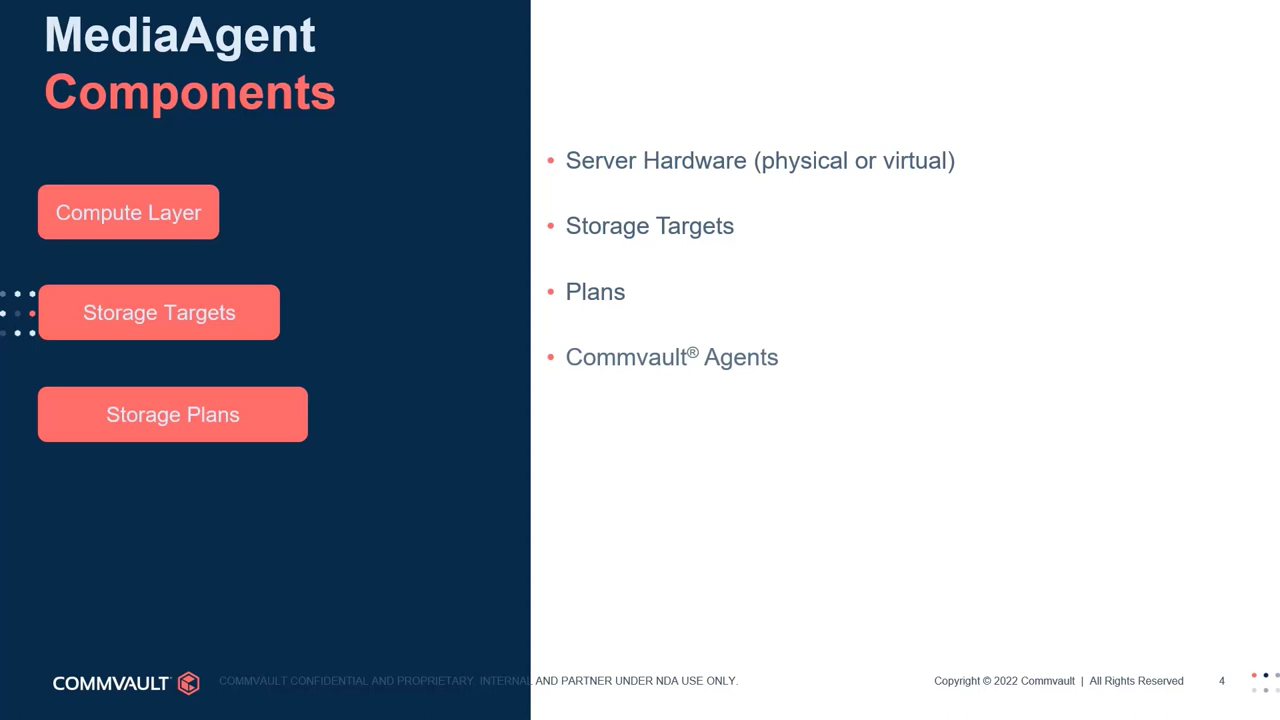 MediaAgent
Components
Compute Layer
Storage Targets
Storage Plans
• Server Hardware (physical or virtual)
• Storage Targets
• Plans
• Commvault® Agents
COMMVAULT
COMMVAULT CONFIDENTIAL AND PROPRIETARY. INTERNAL AND PARTNER UNDER NDA USE ONLY.
Copyright © 2022 Commvault | All Rights Reserved
4